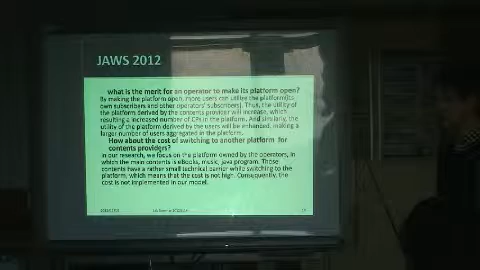 JAWS 2012
what is the merit for an operator to make its platform open?
By making the platform open, more users can utilize the platform(its
own subscribers and other operators' subscribers). Thus, the utility of
the platform derived by the contents provider will increase, which
resulting a increased number of CPs in the platform. And similarly, the
utility of the platform derived by the users will be enhanced, making a
larger number of users aggregated in the platform.
How about the cost of switching to another platform for
contents providers?
In our research, we focus on the platform owned by the operators, in
which the main contents is eBooks, music, java program. Those
contents have a rather small technical barrier while switching to the
platform, which means that the cost is not high. Consequently, the
cost is not implemented in our model.